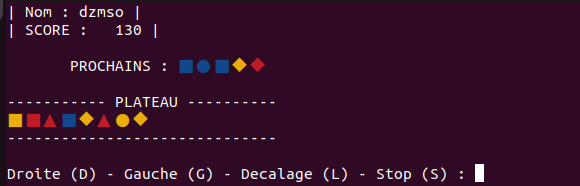 | Nom : dzmso |
| SCORE :   130 |
PROCHAINS : ■●■◆◆
----------- PLATEAU ----------
■■▲■◆▲●◆
------------------------------
Droite (D) - Gauche (G) - Decalage (L) - Stop (S) :